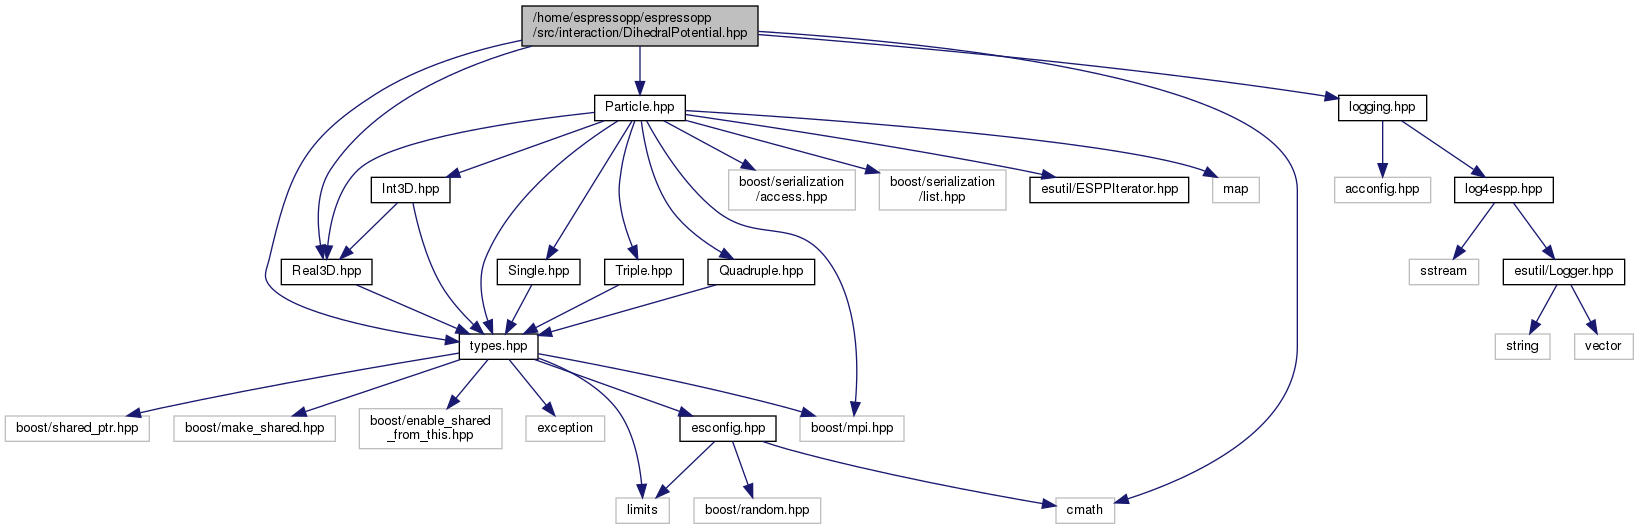 /home/espressopp/espressopp
/src/interaction/DihedralPotential.hpp
Particle.hpp
logging.hpp
Int3D.hpp
boost/serialization
/access.hpp
boost/serialization
/list.hpp
esutil/ESPPIterator.hpp
map
acconfig.hpp
log4espp.hpp
Real3D.hpp
Single.hpp
Triple.hpp
Quadruple.hpp
sstream
esutil/Logger.hpp
types.hpp
string
vector
boost/shared_ptr.hpp
boost/make_shared.hpp
boost/enable_shared
_from_this.hpp
exception
esconfig.hpp
boost/mpi.hpp
limits
boost/random.hpp
cmath